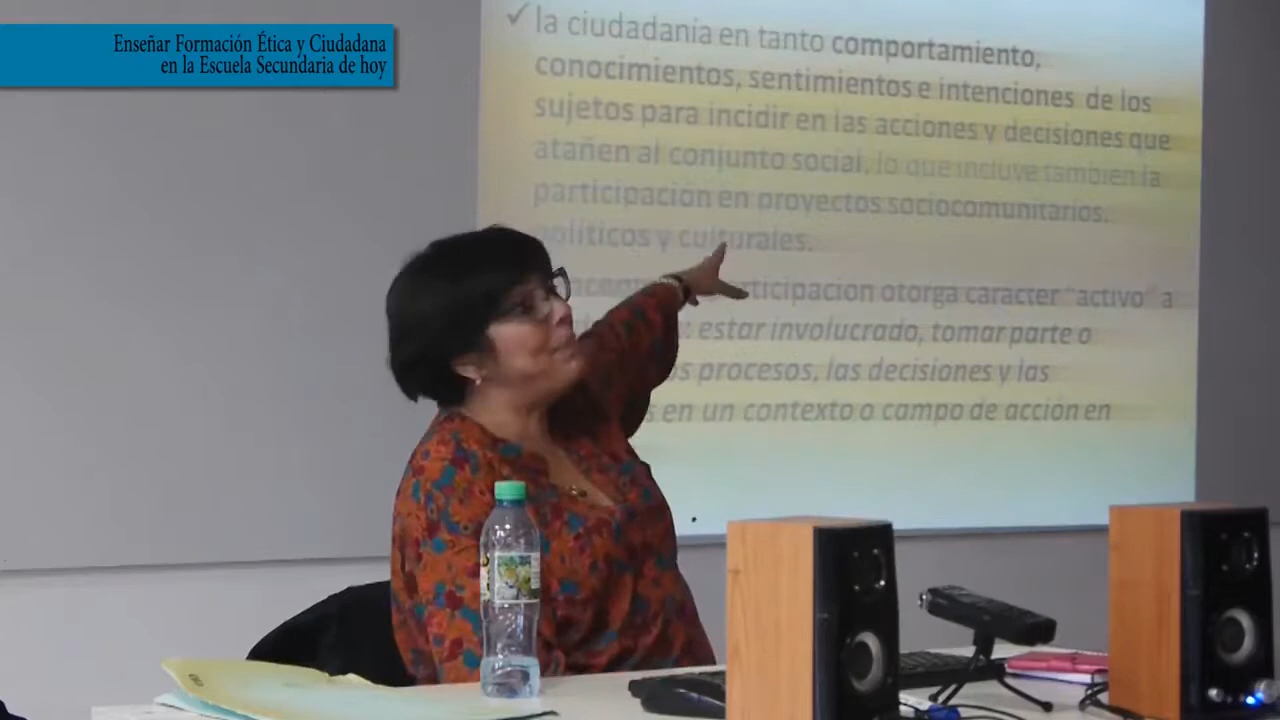 Enseñar Formación Ética y Ciudadana
en la Escuela Secundaria de hoy
✓ la ciudadania en tanto comportamiento,
conocimientos, sentimientos e intenciones de los
sujetos para incidir en las acciones y decisiones que
atañen al conjunto social, lo que incluye tambien la
participación en proyectos sociocomunitarios,
políticos y culturales.
otorga caracter "activo" a
: estar involucrado, tomar parte o
procesos, las decisiones y las
en un contexto o campo de acción en